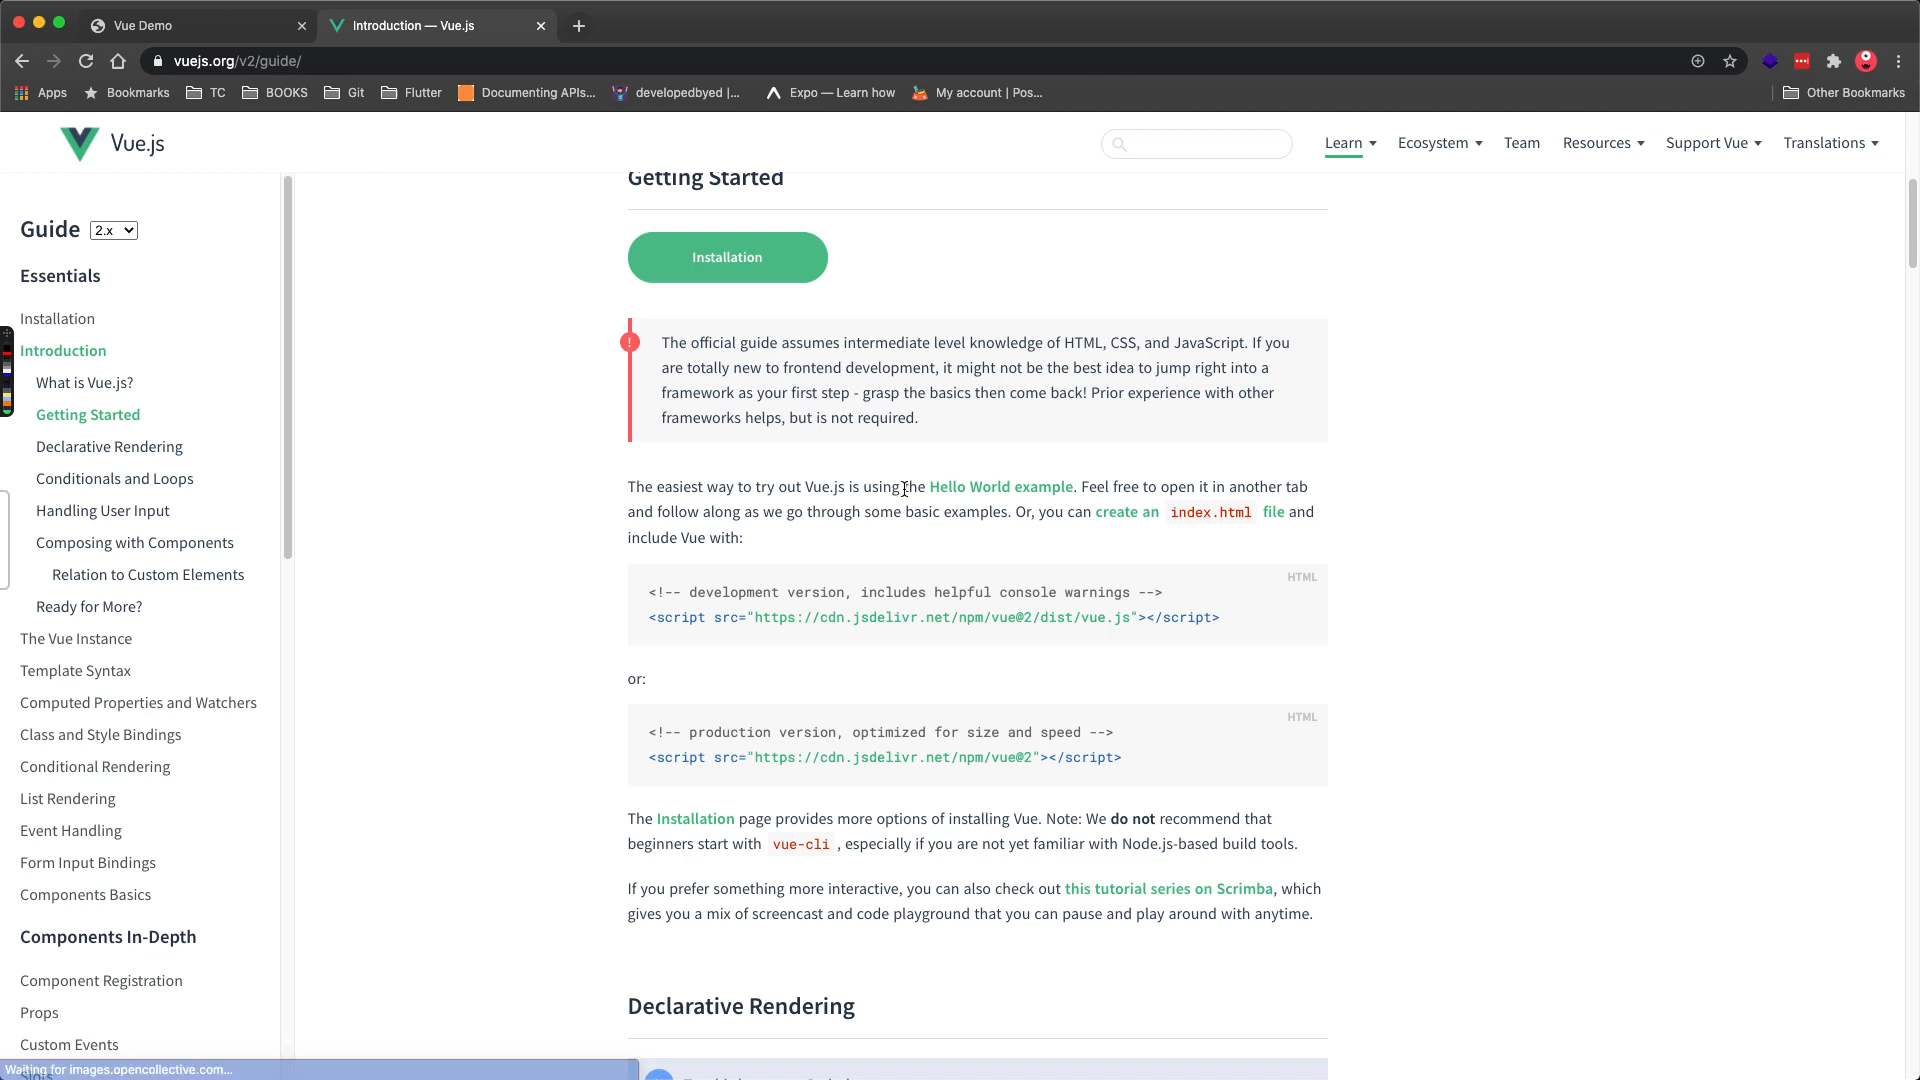 Vue Demo
Introduction — Vue.js
vuejs.org/v2/guide/
Apps
Bookmarks
TC
BOOKS
Git
Flutter
Documenting APIs...
developedbyed |...
Expo — Learn how
My account | Pos...
Other Bookmarks
Vue.js
Learn
Ecosystem
Team
Resources
Support Vue
Translations
Guide 2.x
Essentials
Installation
Introduction
What is Vue.js?
Getting Started
Declarative Rendering
Conditionals and Loops
Handling User Input
Composing with Components
Relation to Custom Elements
Ready for More?
The Vue Instance
Template Syntax
Computed Properties and Watchers
Class and Style Bindings
Conditional Rendering
List Rendering
Event Handling
Form Input Bindings
Components Basics
Components In-Depth
Component Registration
Props
Custom Events
Slots
Waiting for images.opencollective.com...
Getting Started
Installation
The official guide assumes intermediate level knowledge of HTML, CSS, and JavaScript. If you
are totally new to frontend development, it might not be the best idea to jump right into a
framework as your first step - grasp the basics then come back! Prior experience with other
frameworks helps, but is not required.
The easiest way to try out Vue.js is using the Hello World example. Feel free to open it in another tab
and follow along as we go through some basic examples. Or, you can create an index.html file and
include Vue with:
HTML
<!-- development version, includes helpful console warnings -->
<script src="https://cdn.jsdelivr.net/npm/vue@2/dist/vue.js"></script>
or:
HTML
<!-- production version, optimized for size and speed -->
<script src="https://cdn.jsdelivr.net/npm/vue@2"></script>
The Installation page provides more options of installing Vue. Note: We do not recommend that
beginners start with vue-cli , especially if you are not yet familiar with Node.js-based build tools.
If you prefer something more interactive, you can also check out this tutorial series on Scrimba, which
gives you a mix of screencast and code playground that you can pause and play around with anytime.
Declarative Rendering